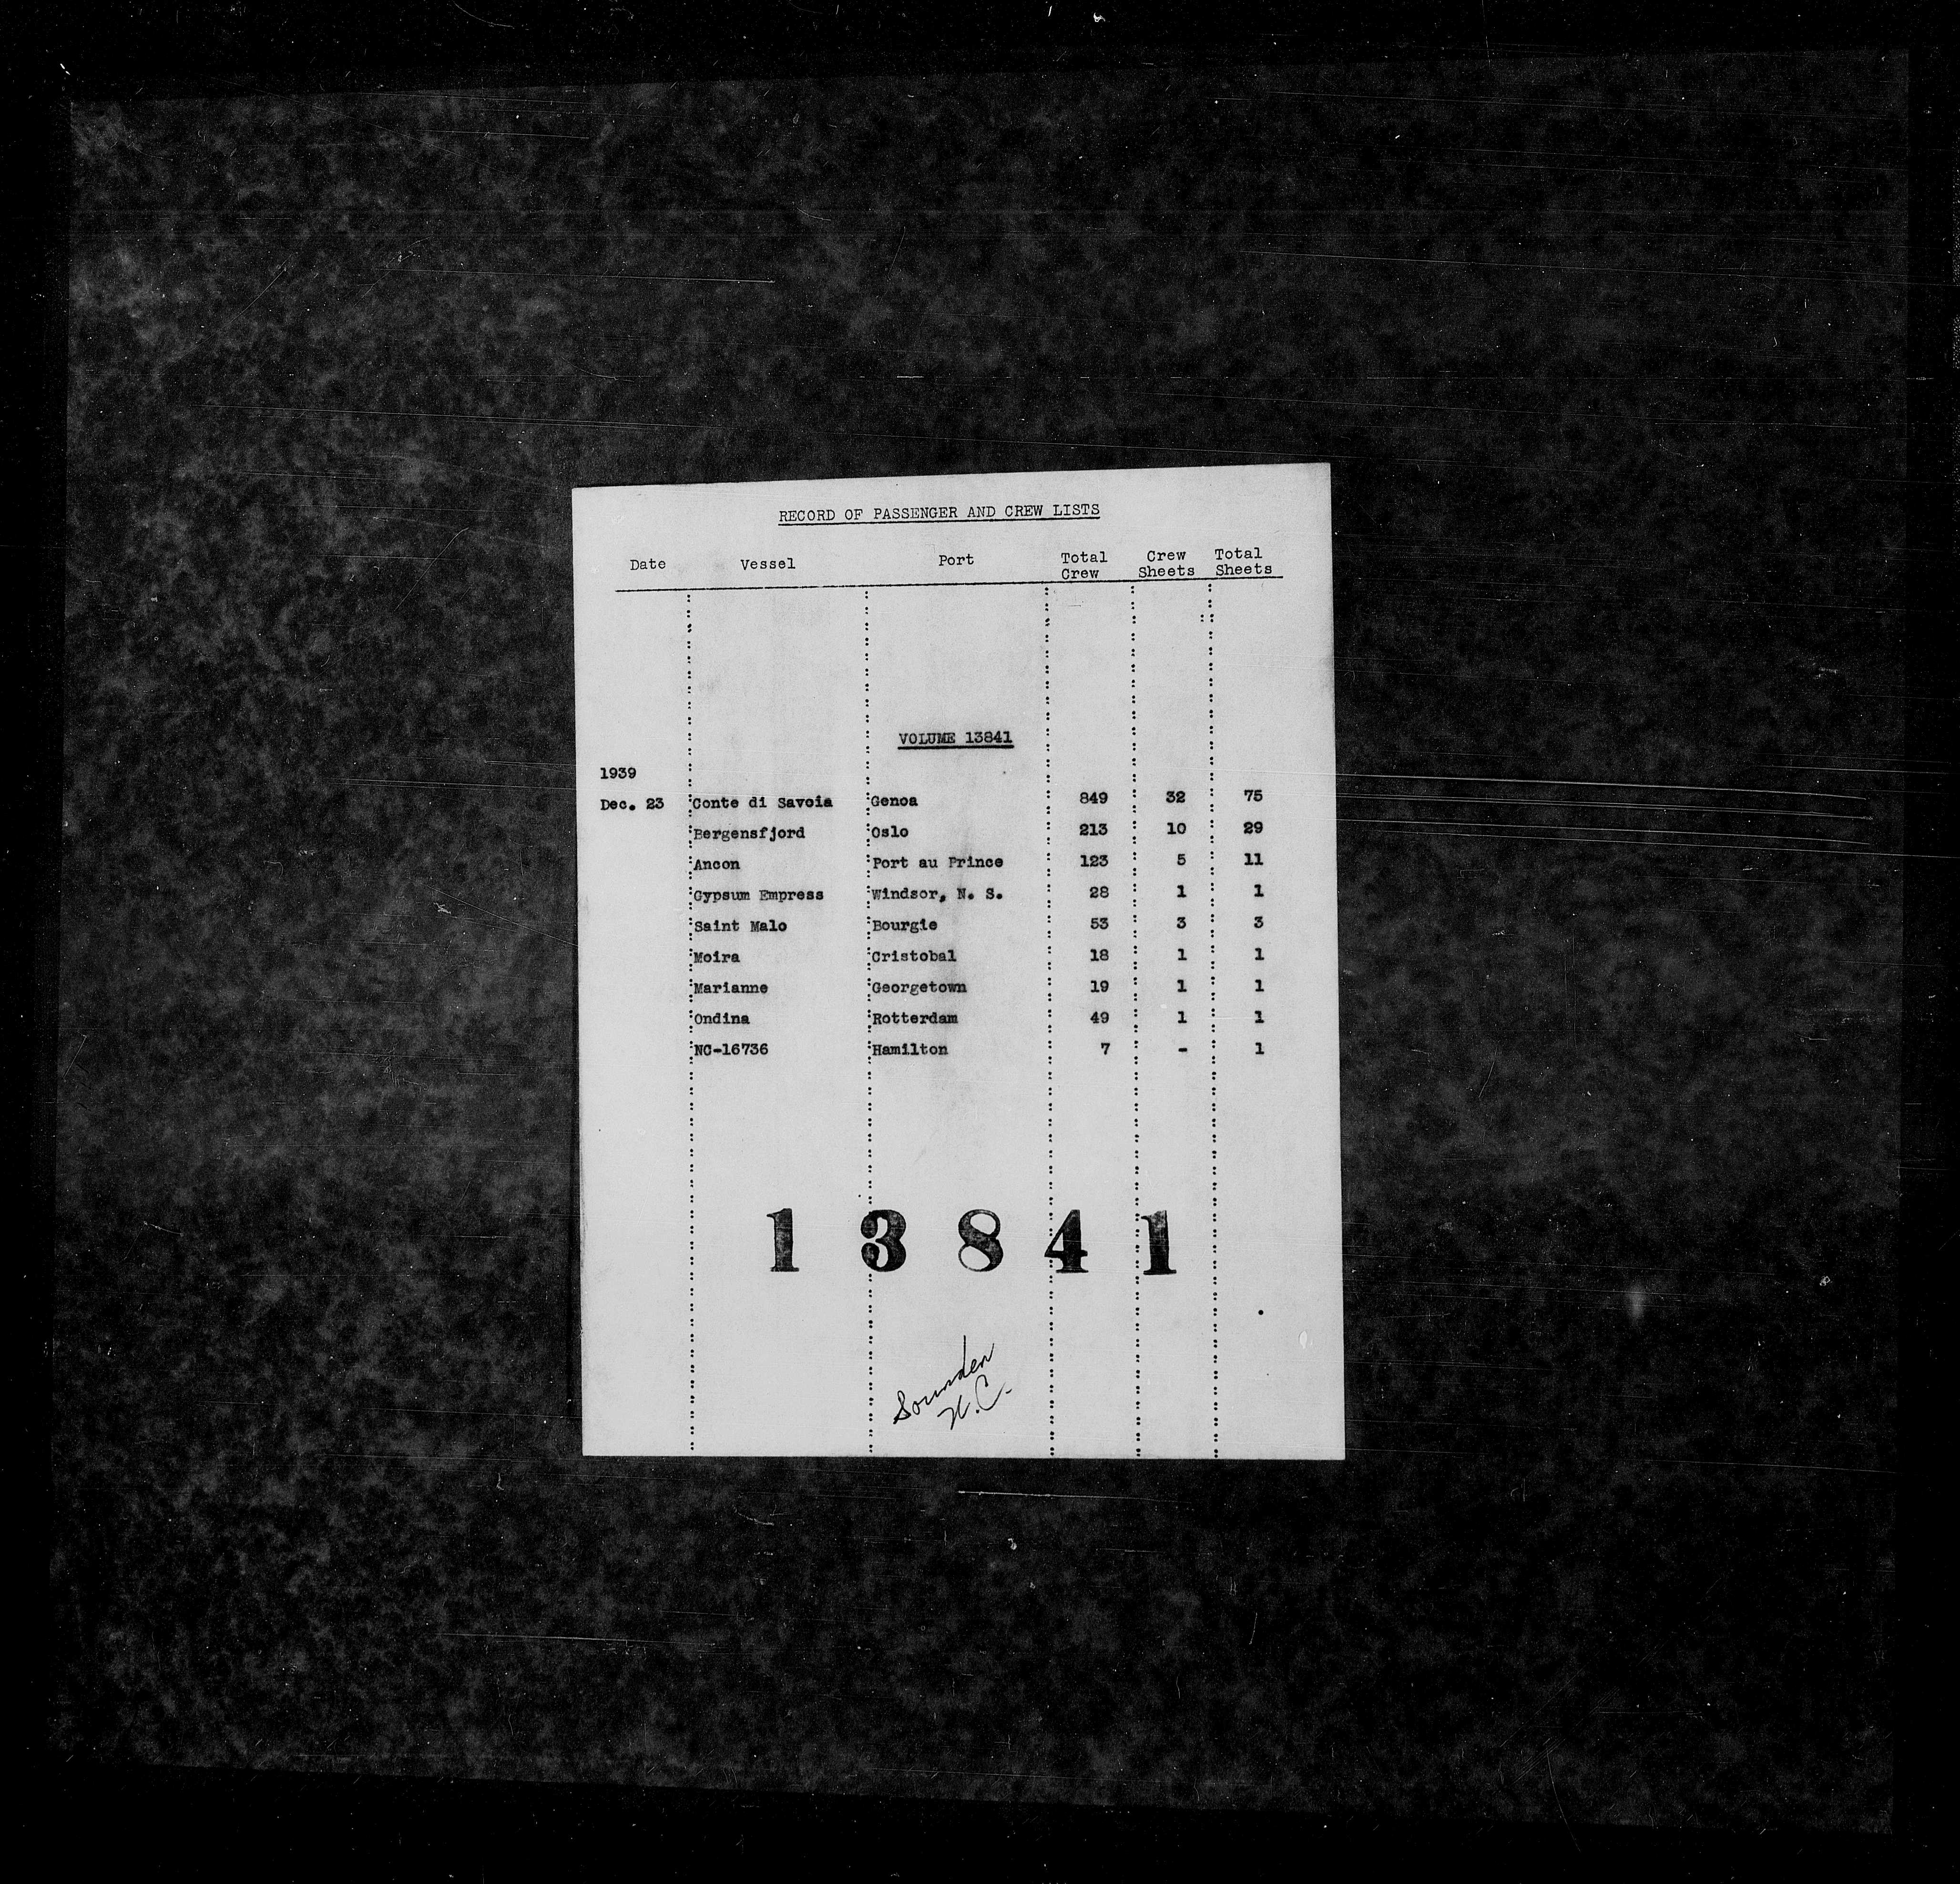 RECORD OF PASSENGER AND CREW LISTS
Date Vessel Port Total Crew Crew Sheets Total Sheets
VOLUME 13841
1939
Dec. 23 Conte di Savoia Genoa 849 32 75
Bergensfjord Oslo 213 10 29
Ancon Port au Prince 123 5 11
Gypsum Empress Windsor, N. S. 28 1 1
Saint Malo Bourgie 53 3 3
Moira Cristobal 18 1 1
Marianne Georgetown 19 1 1
Ondina Rotterdam 49 1 1
NC-16736 Hamilton 7 - 1
13841